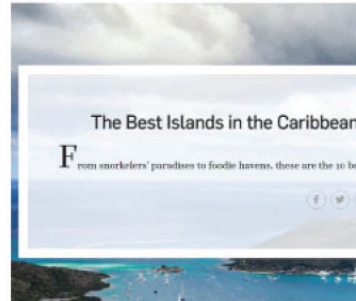 The Best Islands in the Caribbean
From snorkelers' paradises to foodie havens, these are the 10